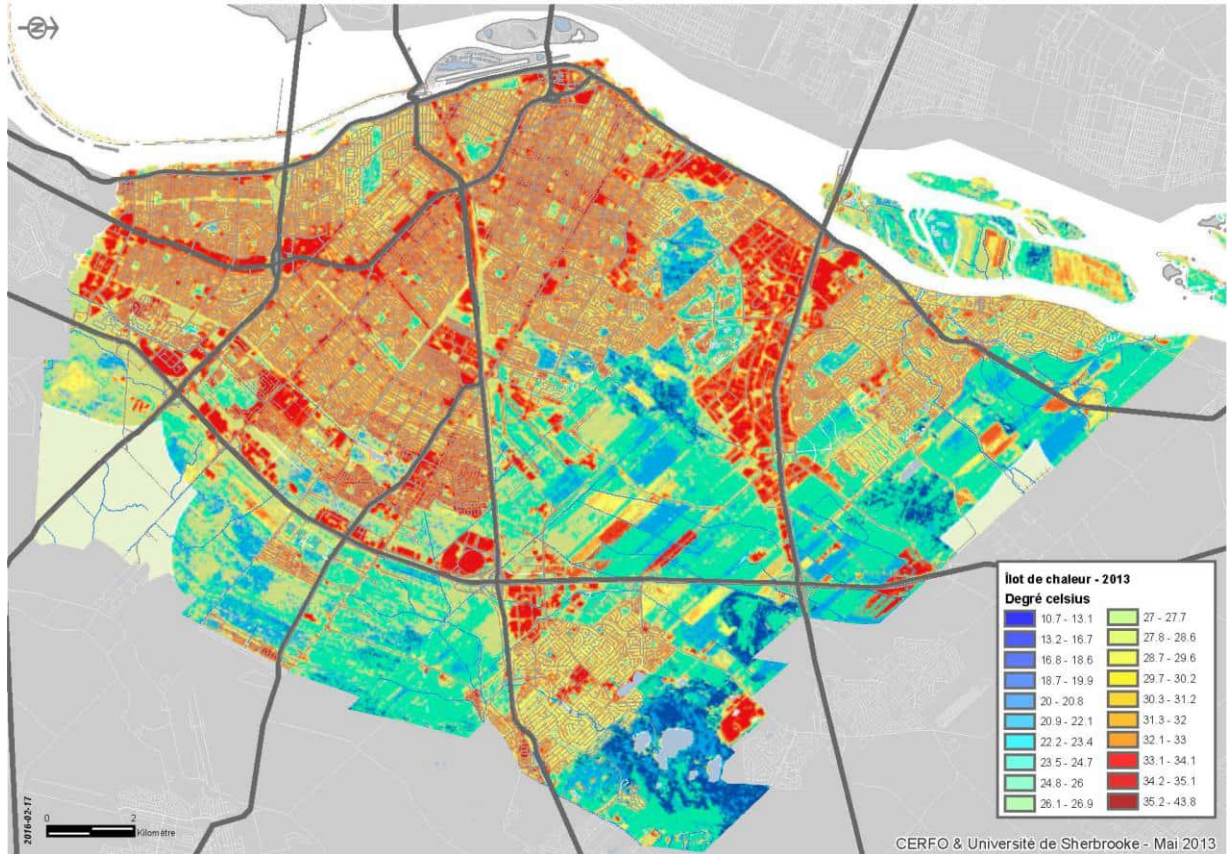 N
Îlot de chaleur - 2013
Degré celsius
10.7 - 13.1
13.2 - 16.7
16.8 - 18.6
18.7 - 19.9
20 - 20.8
20.9 - 22.1
22.2 - 23.4
23.5 - 24.7
24.8 - 26
26.1 - 26.9
27 - 27.7
27.8 - 28.6
28.7 - 29.6
29.7 - 30.2
30.3 - 31.2
31.3 - 32
32.1 - 33
33.1 - 34.1
34.2 - 35.1
35.2 - 43.8
2016-02-17
0 2
Kilomètre
CERFO & Université de Sherbrooke - Mai 2013